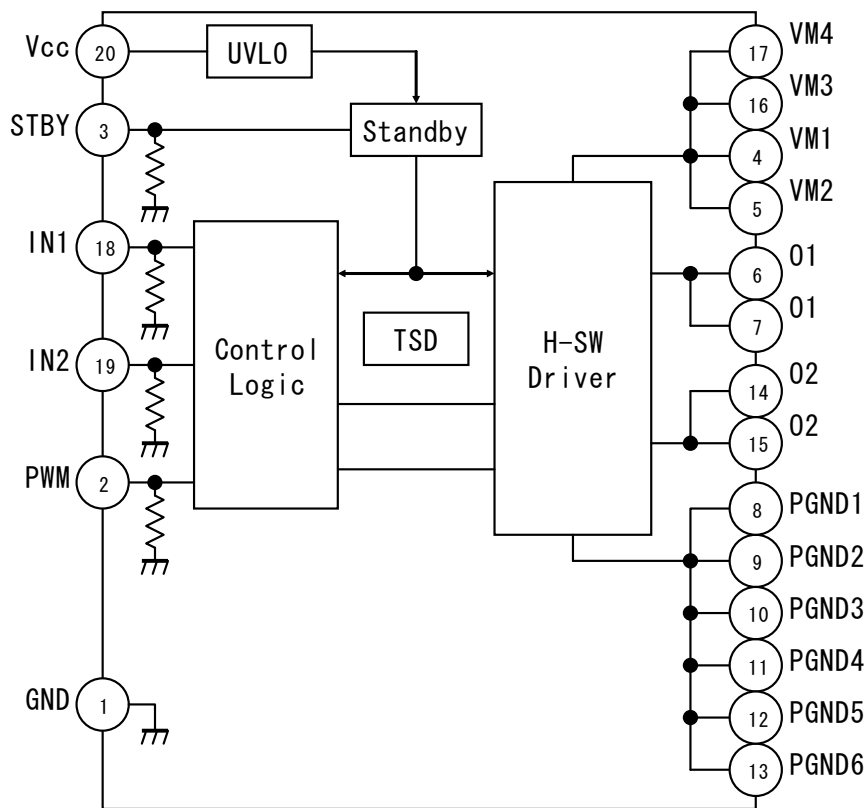 Vcc
20
UVLO
17
VM4
STBY
3
Standby
16
VM3
4
VM1
5
VM2
IN1
18
6
O1
7
O1
IN2
19
Control
Logic
TSD
H-SW
Driver
14
O2
15
O2
PWM
2
8
PGND1
9
PGND2
10
PGND3
11
PGND4
GND
1
12
PGND5
13
PGND6